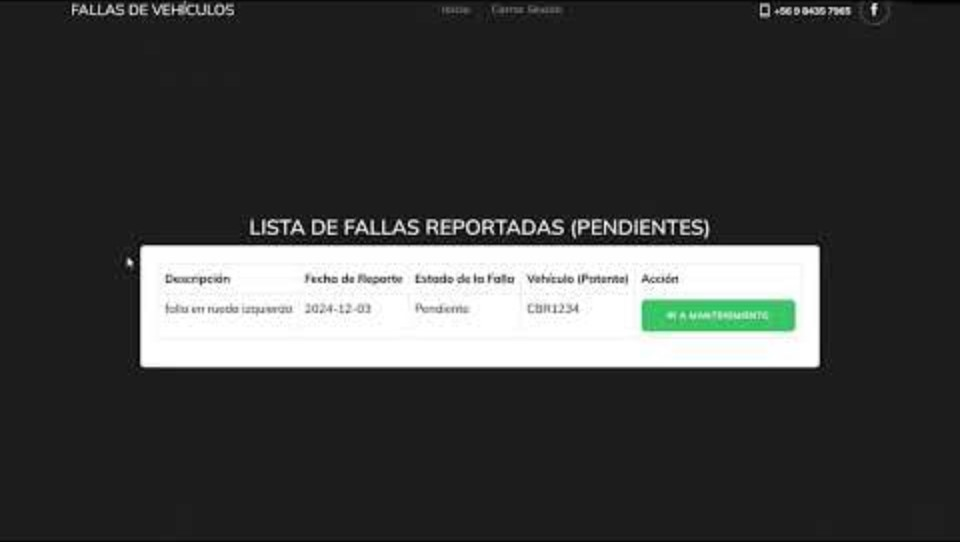 FALLAS DE VEHÍCULOS
Inicio Cerrar Sesión
+56 9 8435 7965
f
LISTA DE FALLAS REPORTADAS (PENDIENTES)
Descripción Fecha de Reporte Estado de la Falla Vehículo (Patente) Acción
falla en rueda izquierda 2024-12-03 Pendiente CBR1234 IR A MANTENIMIENTO